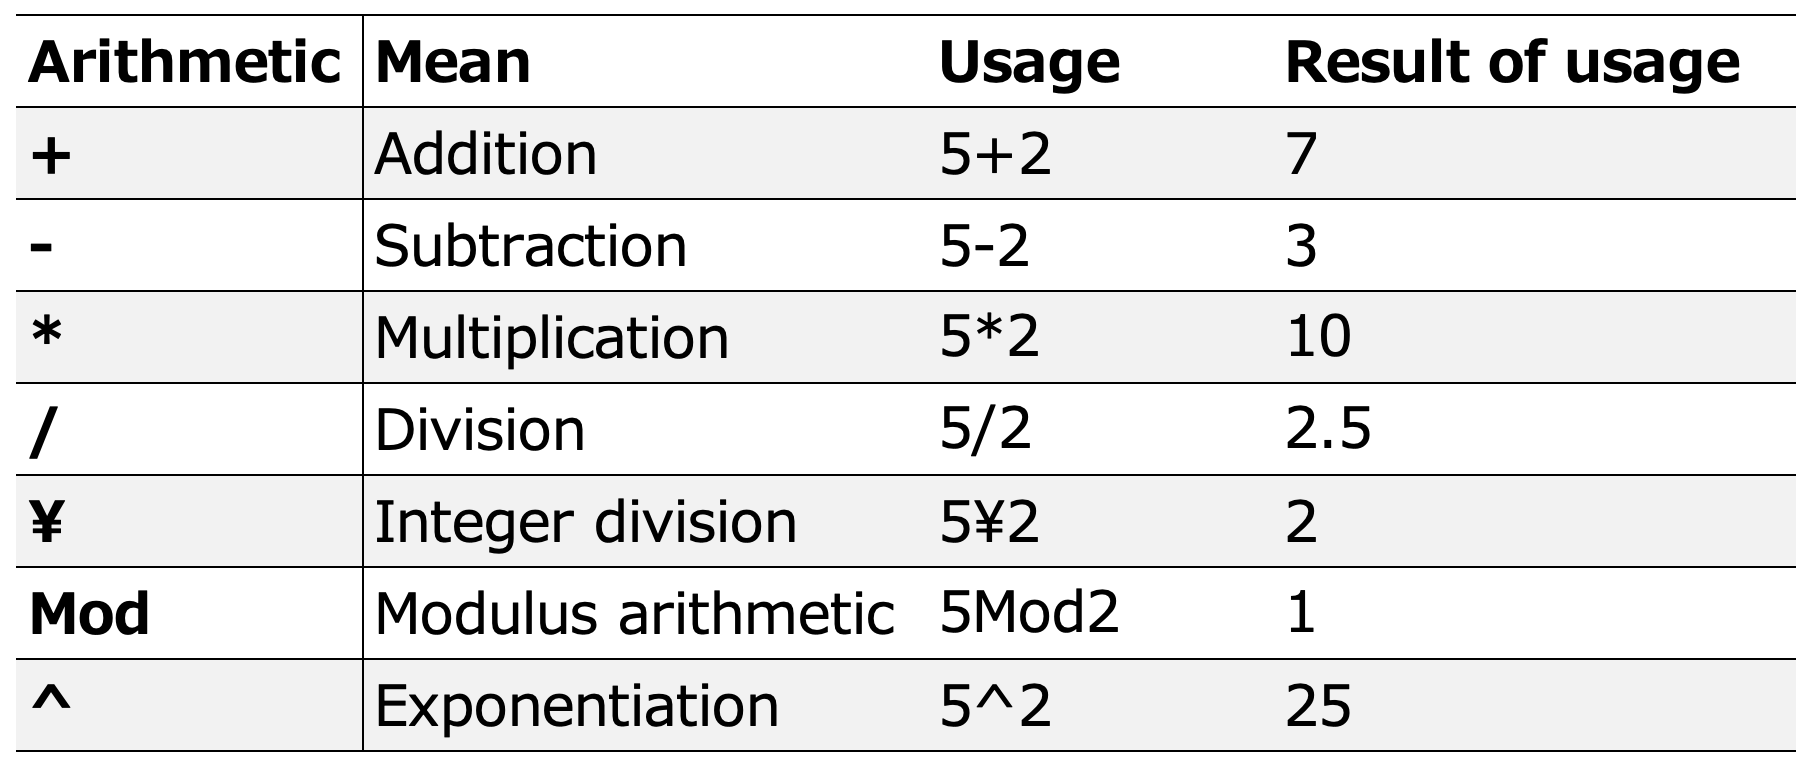 Arithmetic Mean Usage Result of usage
+ Addition 5+2 7
- Subtraction 5-2 3
* Multiplication 5*2 10
/ Division 5/2 2.5
¥ Integer division 5¥2 2
Mod Modulus arithmetic 5Mod2 1
^ Exponentiation 5^2 25